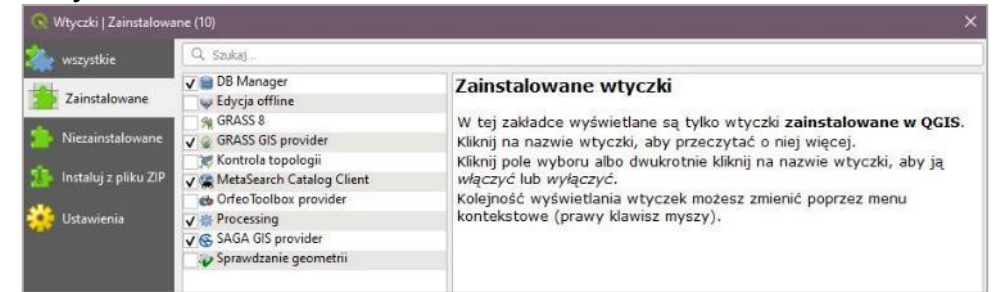 Wtyczki | Zainstalowane (10)
wszystkie
Zainstalowane
Niezainstalowane
Instaluj z pliku ZIP
Ustawienia
Szukaj...
DB Manager
Edycja offline
GRASS 8
GRASS GIS provider
Kontrola topologii
MetaSearch Catalog Client
OrfeoToolbox provider
Processing
SAGA GIS provider
Sprawdzanie geometrii
Zainstalowane wtyczki
W tej zakładce wyświetlane są tylko wtyczki zainstalowane w QGIS.
Kliknij na nazwie wtyczki, aby przeczytać o niej więcej.
Kliknij pole wyboru albo dwukrotnie kliknij na nazwie wtyczki, aby ją
włączyć lub wyłączyć.
Kolejność wyświetlania wtyczek możesz zmienić poprzez menu
kontekstowe (prawy klawisz myszy).